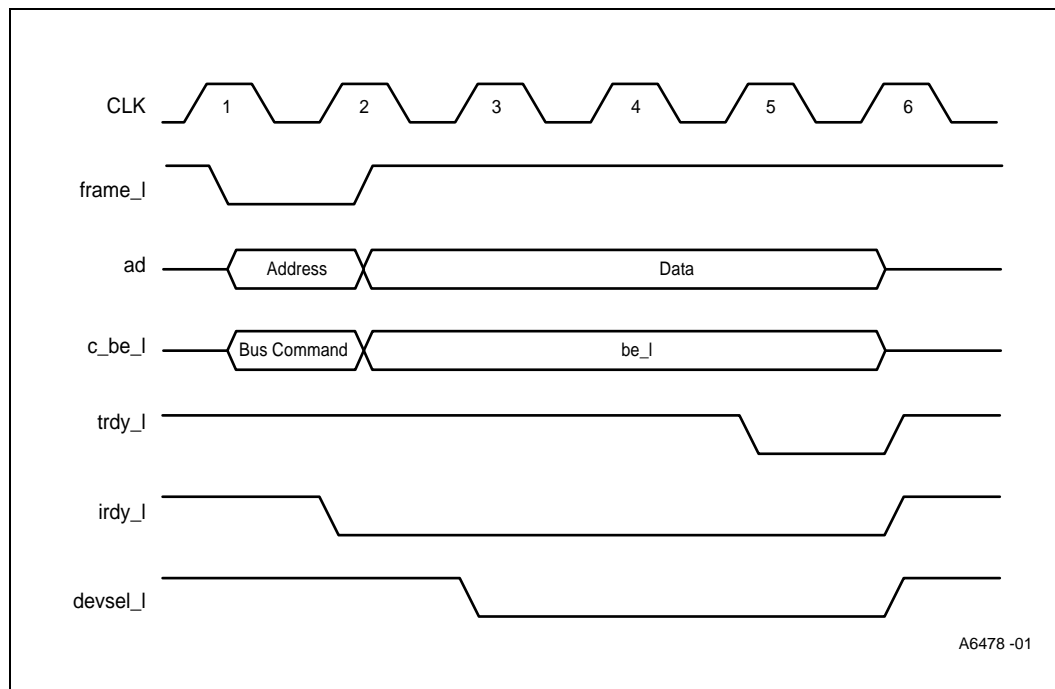 CLK 1 2 3 4 5 6
frame_l
ad Address Data
c_be_l Bus Command be_l
trdy_l
irdy_l
devsel_l
A6478 -01